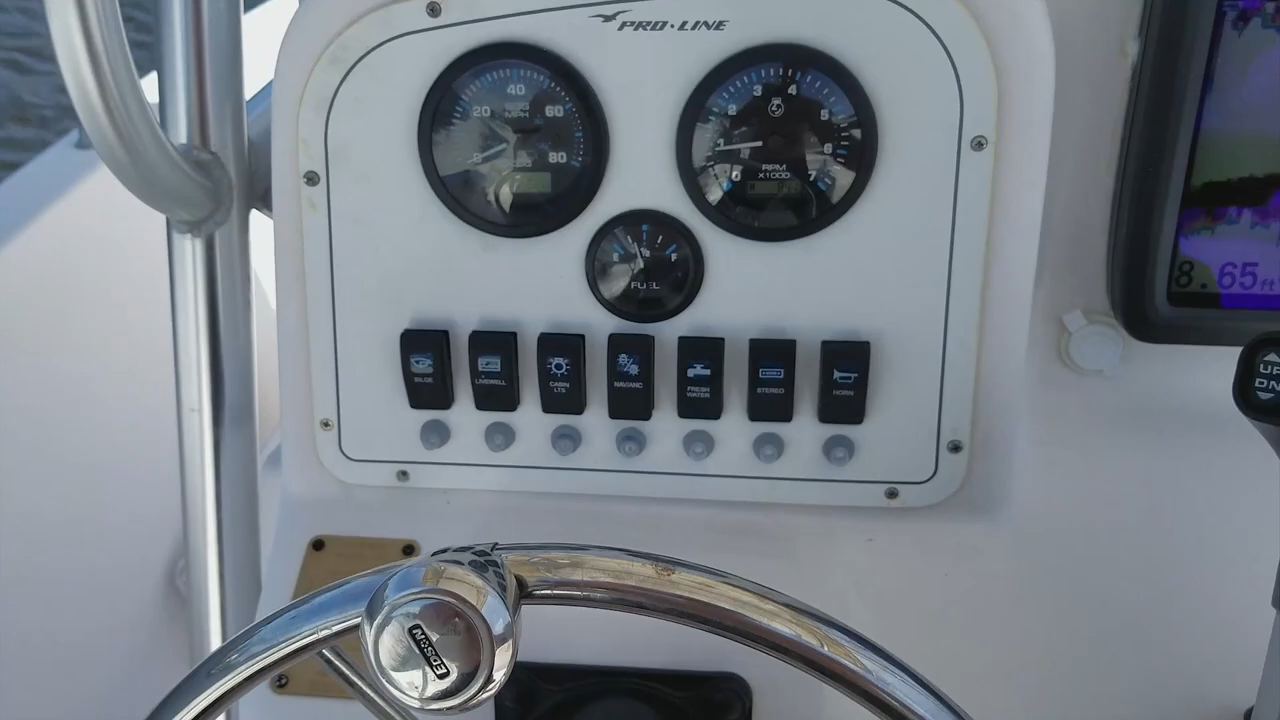 PRO·LINE
20 40 60 80
MPH
0 1 2 3 4 5 6 7
RPM
X1000
E F
FUEL
BILGE
LIVEWELL
CABIN
LTS
NAV/ANC
FRESH
WATER
STEREO
HORN
8.65ft
UP
DN
EDSON